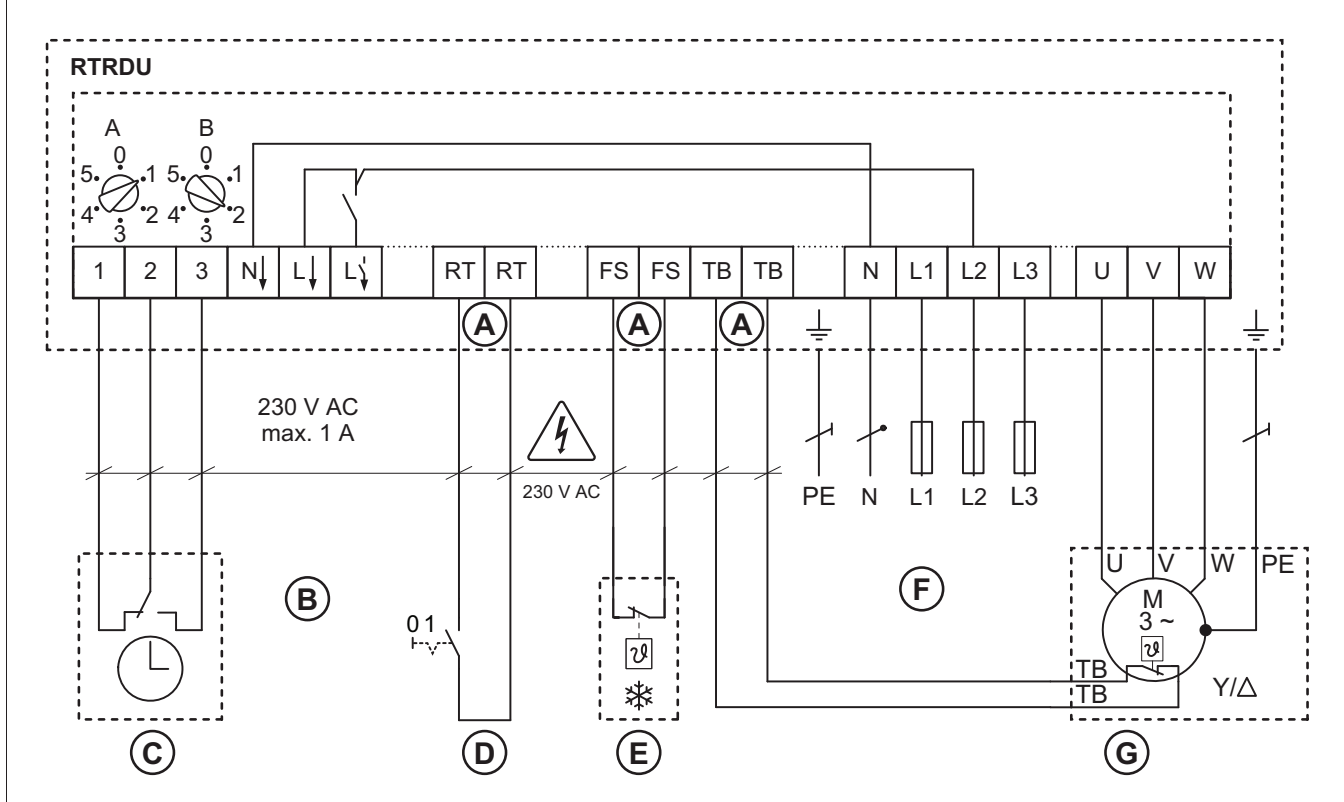 RTRDU
A B
0 0
5 1 5 1
4 2 4 2
3 3
1 2 3 N L L RT RT FS FS TB TB N L1 L2 L3 U V W
A A A
230 V AC
max. 1 A
230 V AC
PE N L1 L2 L3
U V W PE
B F
M
3 ~
0 1
ϑ ϑ
TB
TB
Y/△
C D E G